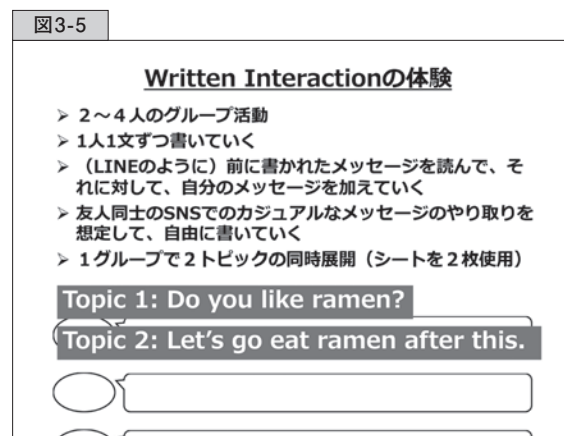 図3-5
Written Interactionの体験
➢ 2～4人のグループ活動
➢ 1人1文ずつ書いていく
➢ （LINEのように）前に書かれたメッセージを読んで、そ
れに対して、自分のメッセージを加えていく
➢ 友人同士のSNSでのカジュアルなメッセージのやり取りを
想定して、自由に書いていく
➢ 1グループで2トピックの同時展開（シートを2枚使用）
Topic 1: Do you like ramen?
Topic 2: Let’s go eat ramen after this.